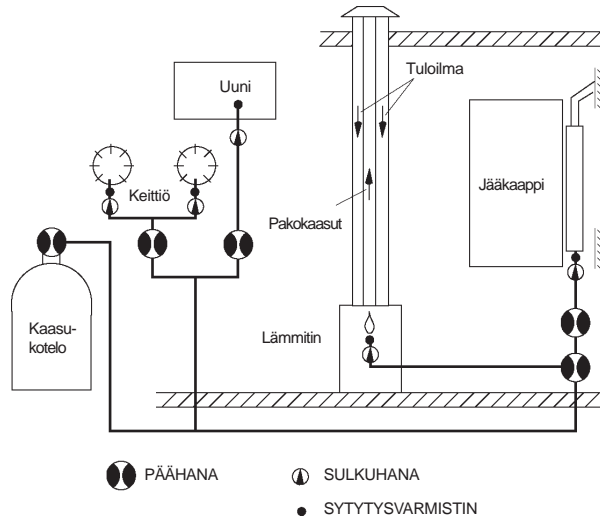 Tuloilma
Uuni
Keittiö
Jääkaappi
Pakokaasut
Kaasu-
kotelo
Lämmitin
PÄÄHANA
SULKUHANA
SYTYTYSVARMISTIN